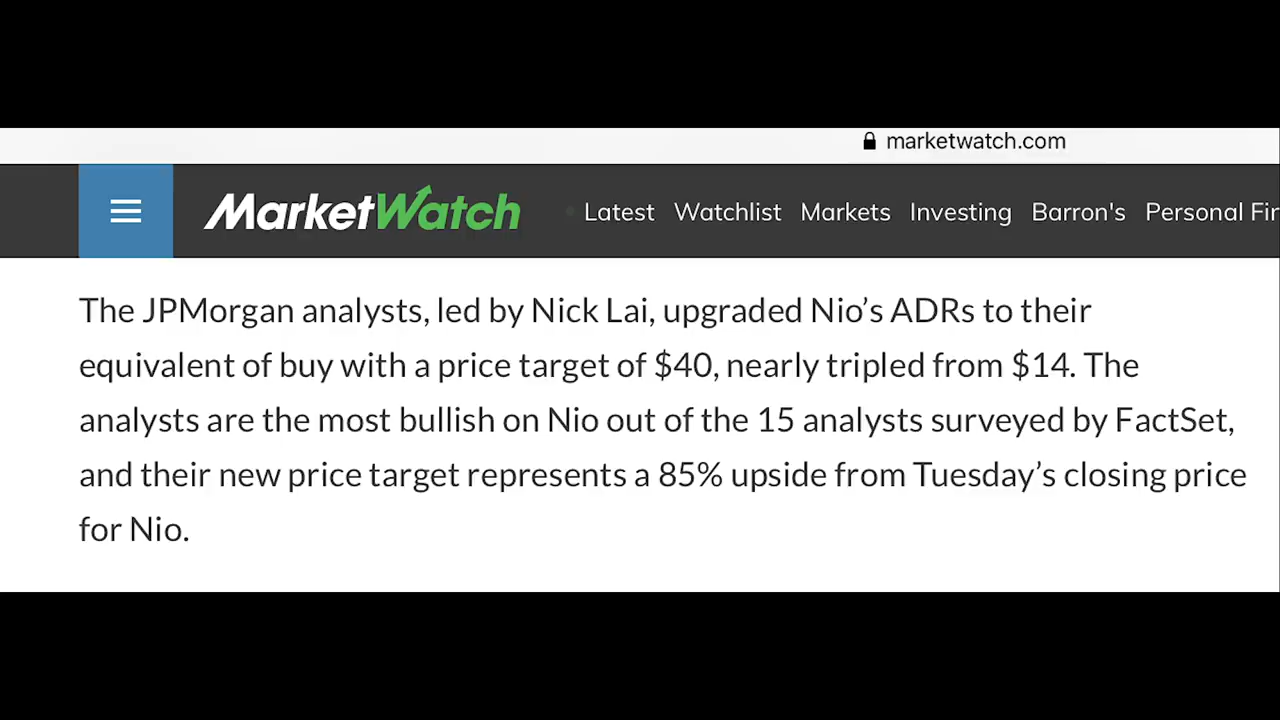 marketwatch.com
MarketWatch Latest Watchlist Markets Investing Barron's Personal Fir
The JPMorgan analysts, led by Nick Lai, upgraded Nio’s ADRs to their
equivalent of buy with a price target of $40, nearly tripled from $14. The
analysts are the most bullish on Nio out of the 15 analysts surveyed by FactSet,
and their new price target represents a 85% upside from Tuesday’s closing price
for Nio.